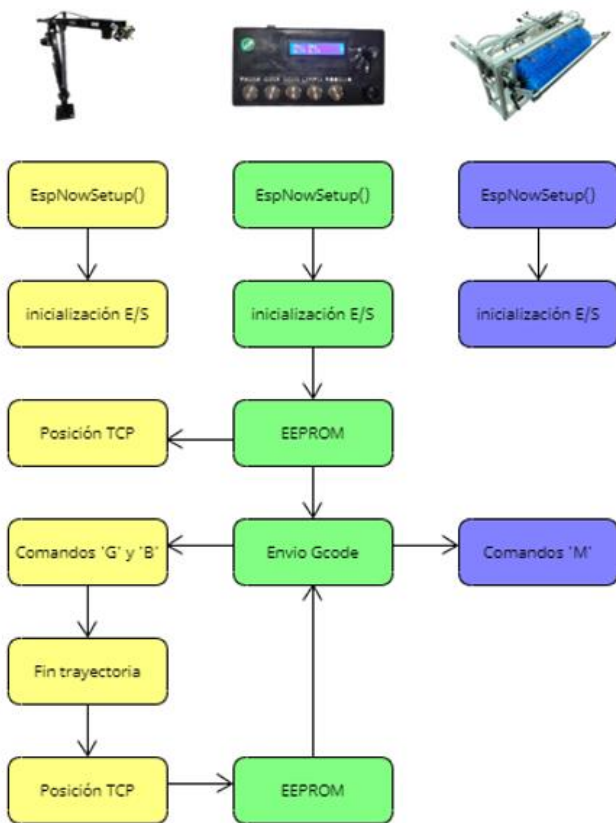 EspNowSetup()
EspNowSetup()
EspNowSetup()
inicialización E/S
inicialización E/S
inicialización E/S
Posición TCP
EEPROM
Comandos 'G' y 'B'
Envio Gcode
Comandos 'M'
Fin trayectoria
Posición TCP
EEPROM